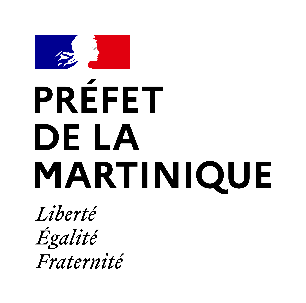 PRÉFET
DE LA
MARTINIQUE
Liberté
Égalité
Fraternité